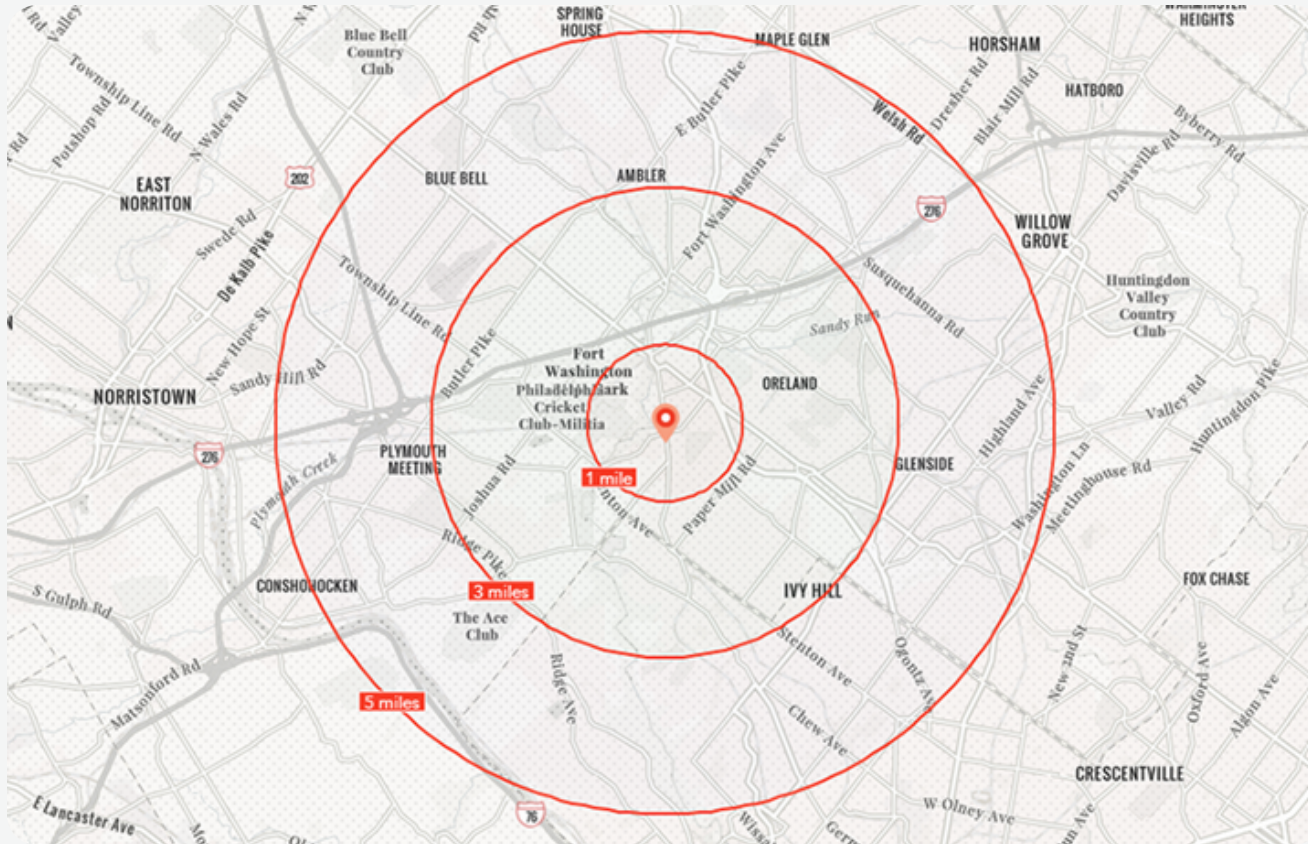 WARMINSTER
HEIGHTS
SPRING
HOUSE
MAPLE GLEN
HORSHAM
Blue Bell
Country
Club
Township Line Rd
Potshop Rd
N Wales Rd
E Butler Pike
Dresher Rd
Blair Mill Rd
HATBORO
Welsh Rd
Byberry Rd
Davisville Rd
EAST
NORRITON
202
BLUE BELL
AMBLER
Fort Washington Ave
276
WILLOW
GROVE
Swede Rd
De Kalb Pike
Township Line Rd
Susquehanna Rd
Huntingdon
Valley
Country
Club
New Hope St
Sandy Hill Rd
Butler Pike
Sandy Run
Fort
Washington
Philadelphia
Cricket
Club-Militia
ORELAND
NORRISTOWN
Highland Ave
Valley Rd
Huntingdon Pike
276
Plymouth Creek
PLYMOUTH
MEETING
Joshua Rd
1 mile
Paper Mill Rd
GLENSIDE
Washington Ln
Meetinghouse Rd
Ridge Pike
CONSHOHOCKEN
3 miles
IVY HILL
FOX CHASE
S Gulph Rd
The Ace
Club
Stenton Ave
Matsonford Rd
Ridge Ave
Ogontz Ave
New 2nd St
Oxford Ave
Algon Ave
5 miles
Chew Ave
CRESCENTVILLE
E Lancaster Ave
76
W Olney Ave